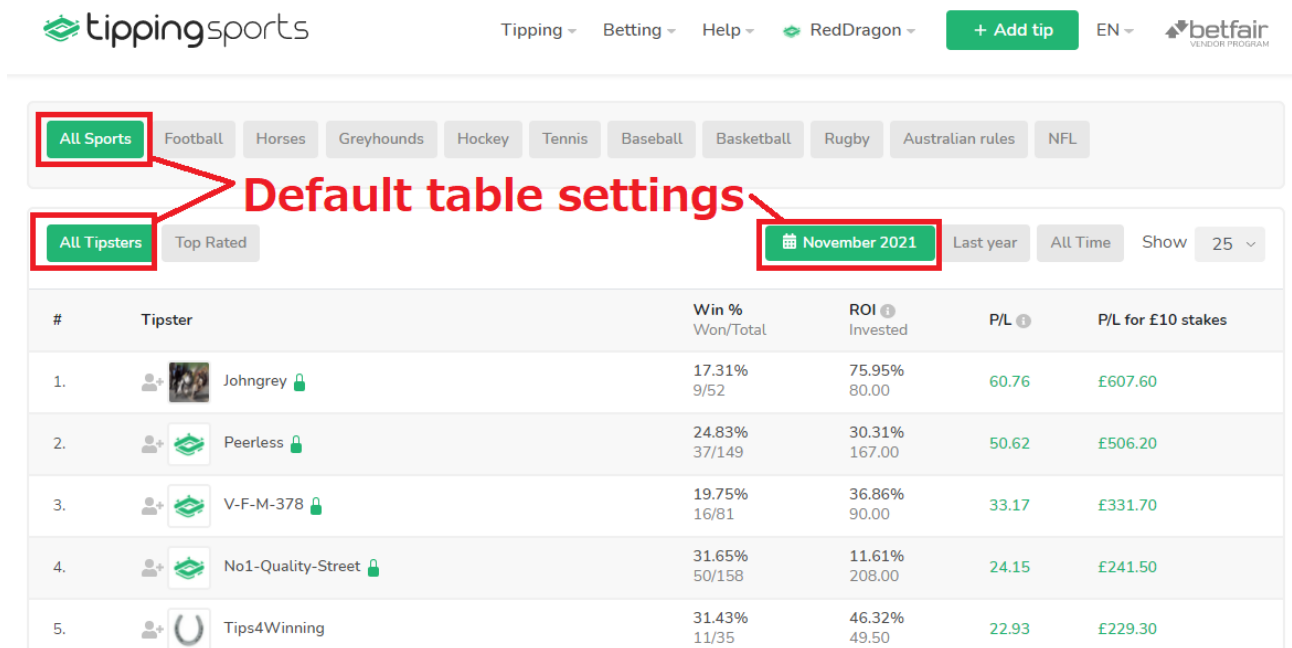 tippingsports
Tipping Betting Help RedDragon + Add tip EN betfair
VENDOR PROGRAM
All Sports Football Horses Greyhounds Hockey Tennis Baseball Basketball Rugby Australian rules NFL
Default table settings
All Tipsters Top Rated November 2021 Last year All Time Show 25
# Tipster Win % ROI P/L P/L for £10 stakes
Won/Total Invested
1. Johngrey 17.31% 75.95% 60.76 £607.60
9/52 80.00
2. Peerless 24.83% 30.31% 50.62 £506.20
37/149 167.00
3. V-F-M-378 19.75% 36.86% 33.17 £331.70
16/81 90.00
4. No1-Quality-Street 31.65% 11.61% 24.15 £241.50
50/158 208.00
5. Tips4Winning 31.43% 46.32% 22.93 £229.30
11/35 49.50